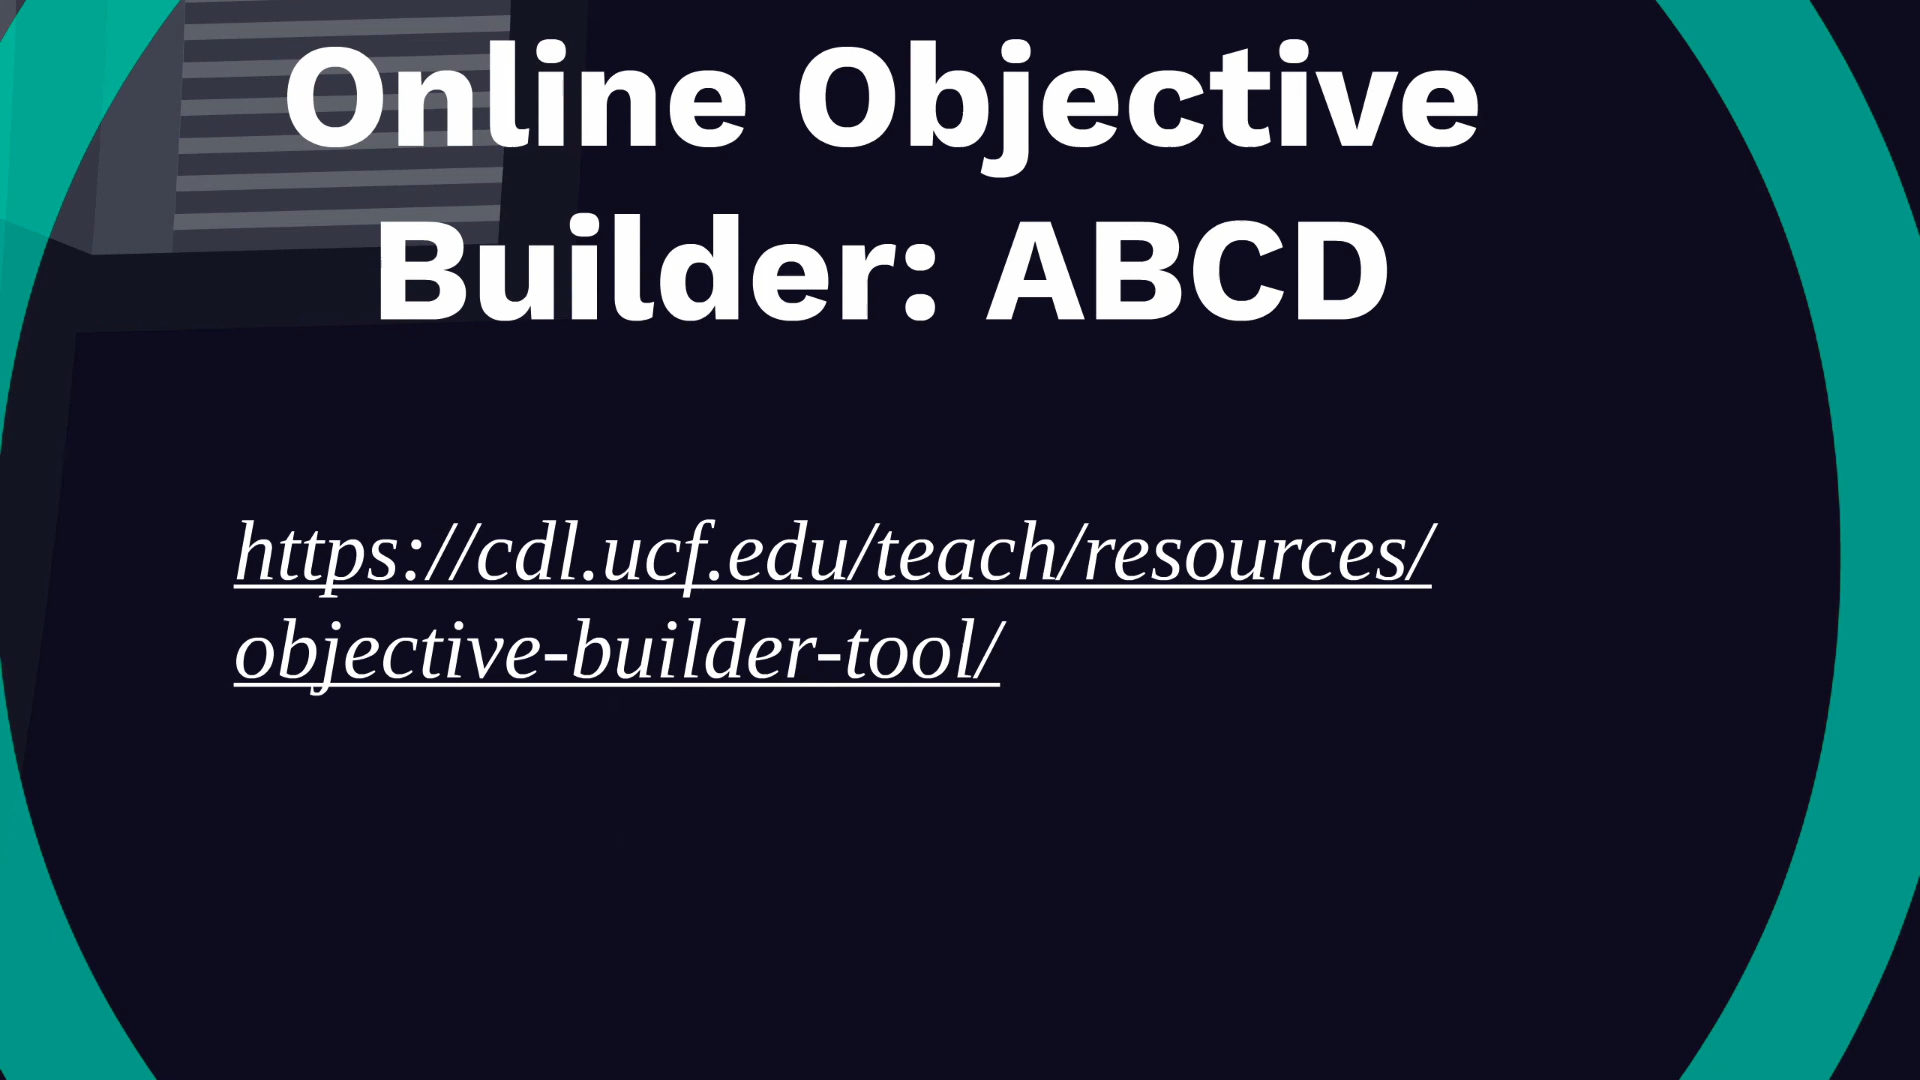 Online Objective
Builder: ABCD
https://cdl.ucf.edu/teach/resources/
objective-builder-tool/